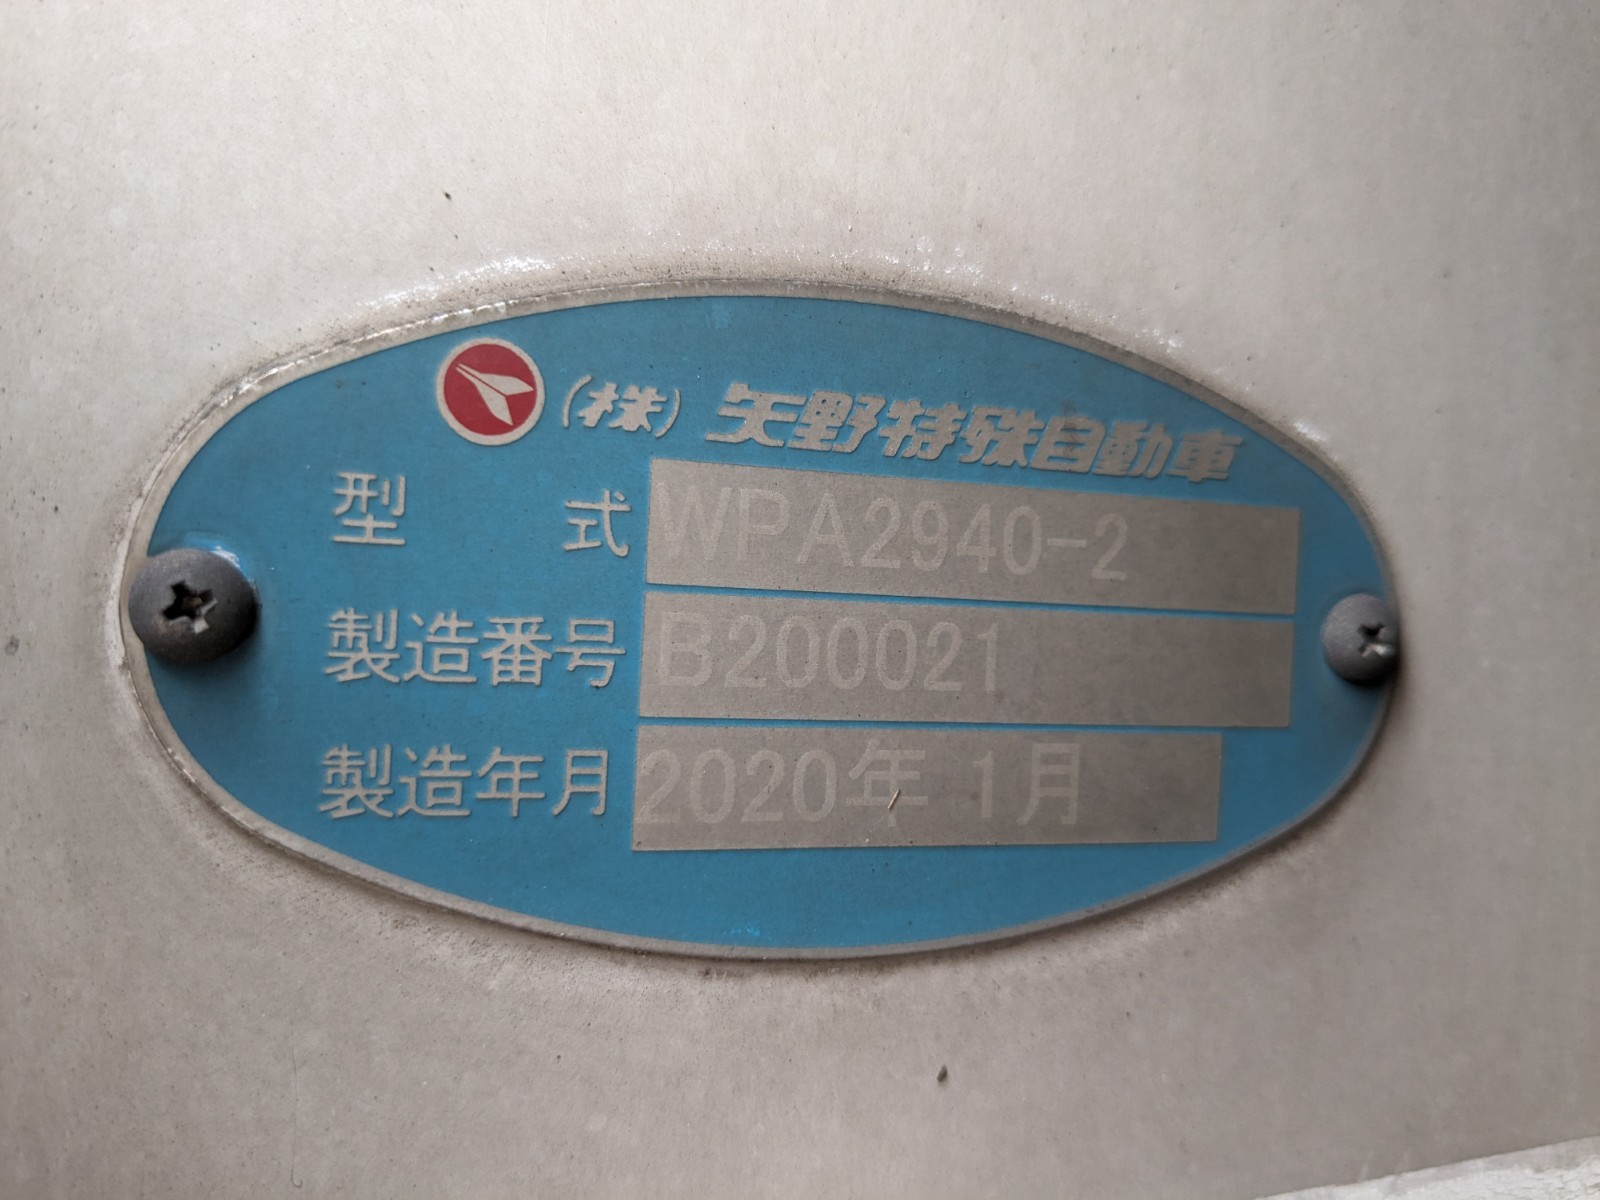 (株)矢野特殊自動車
型式 WPA2940-2
製造番号 B200021
製造年月 2020年 1月